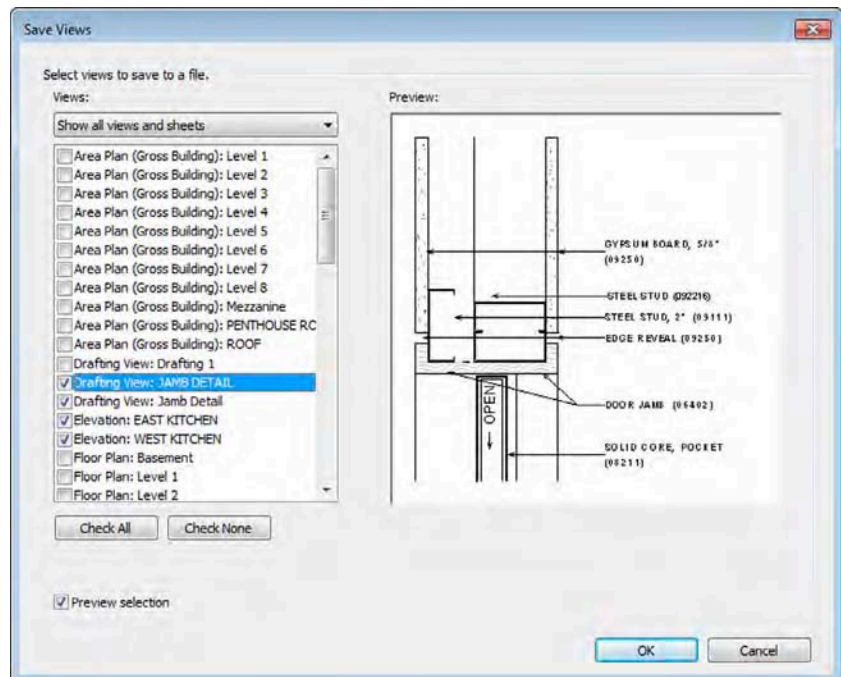 Save Views
Select views to save to a file.
Views:
Show all views and sheets
Area Plan (Gross Building): Level 1
Area Plan (Gross Building): Level 2
Area Plan (Gross Building): Level 3
Area Plan (Gross Building): Level 4
Area Plan (Gross Building): Level 5
Area Plan (Gross Building): Level 6
Area Plan (Gross Building): Level 7
Area Plan (Gross Building): Level 8
Area Plan (Gross Building): Mezzanine
Area Plan (Gross Building): PENTHOUSE RC
Area Plan (Gross Building): ROOF
Drafting View: Drafting 1
Drafting View: JAMB DETAIL
Drafting View: Jamb Detail
Elevation: EAST KITCHEN
Elevation: WEST KITCHEN
Floor Plan: Basement
Floor Plan: Level 1
Floor Plan: Level 2
Check All
Check None
Preview selection
Preview:
GYPSUM BOARD, 5/8"
(09250)
STEEL STUD (092216)
STEEL STUD, 2" (09111)
EDGE REVEAL (09250)
DOOR JAMB (06402)
← OPEN
SOLID CORE, POCKET
(08211)
OK
Cancel